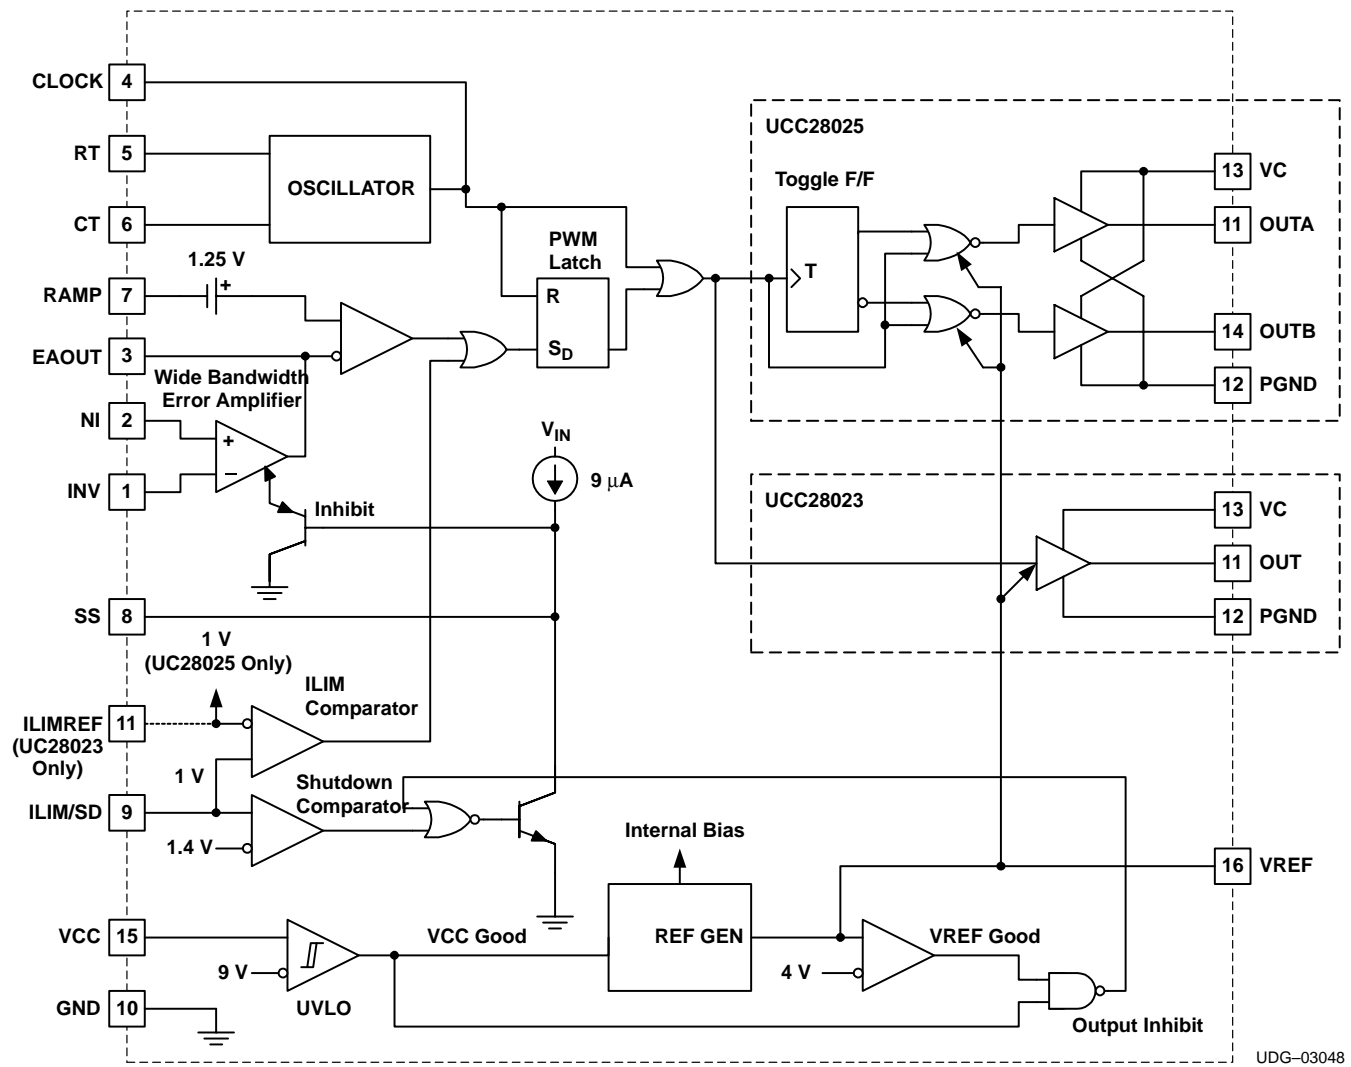 CLOCK 4
RT 5
CT 6
OSCILLATOR
1.25 V
+
RAMP 7
EAOUT 3
Wide Bandwidth
Error Amplifier
NI 2
+
−
INV 1
Inhibit
PWM
Latch
R
SD
VIN
9 μA
SS 8
1 V
(UC28025 Only)
ILIM
Comparator
ILIMREF 11
(UC28023
Only)
1 V
Shutdown
Comparator
ILIM/SD 9
1.4 V
Internal Bias
VCC 15
VCC Good
REF GEN
9 V
UVLO
GND 10
4 V
VREF Good
Output Inhibit
UCC28025
Toggle F/F
T
13 VC
11 OUTA
14 OUTB
12 PGND
UCC28023
13 VC
11 OUT
12 PGND
16 VREF
UDG–03048